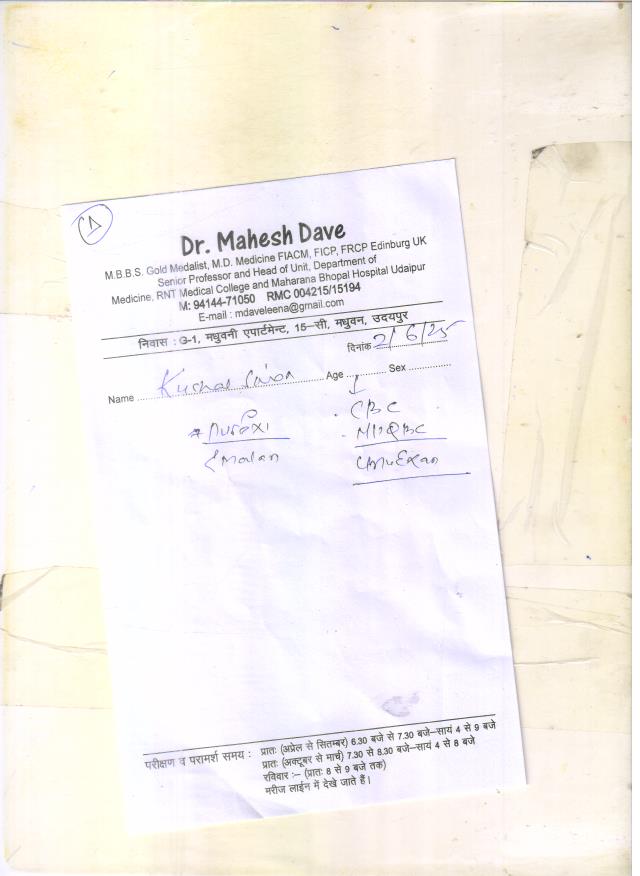 Dr. Mahesh Dave
M.B.B.S. Gold Medalist, M.D. Medicine FIACM, FICP, FRCP Edinburg UK
Senior Professor and Head of Unit, Department of
Medicine, RNT Medical College and Maharana Bhopal Hospital Udaipur
M: 94144-71050 RMC 004215/15194
E-mail : mdaveleena@gmail.com
निवास : G-1, मधुवनी एपार्टमेन्ट, 15-सी, मधुवन, उदयपुर
दिनांक 2/6/25
Name ........ Age ........ Sex ........
CBC
परीक्षण व परामर्श समय : प्रातः (अप्रेल से सितम्बर) 6.30 बजे से 7.30 बजे-सायं 4 से 9 बजे
प्रातः (अक्टूबर से मार्च) 7.30 से 8.30 बजे-सायं 4 से 8 बजे
रविवार :- (प्रातः 8 से 9 बजे तक)
मरीज लाईन में देखे जाते हैं।